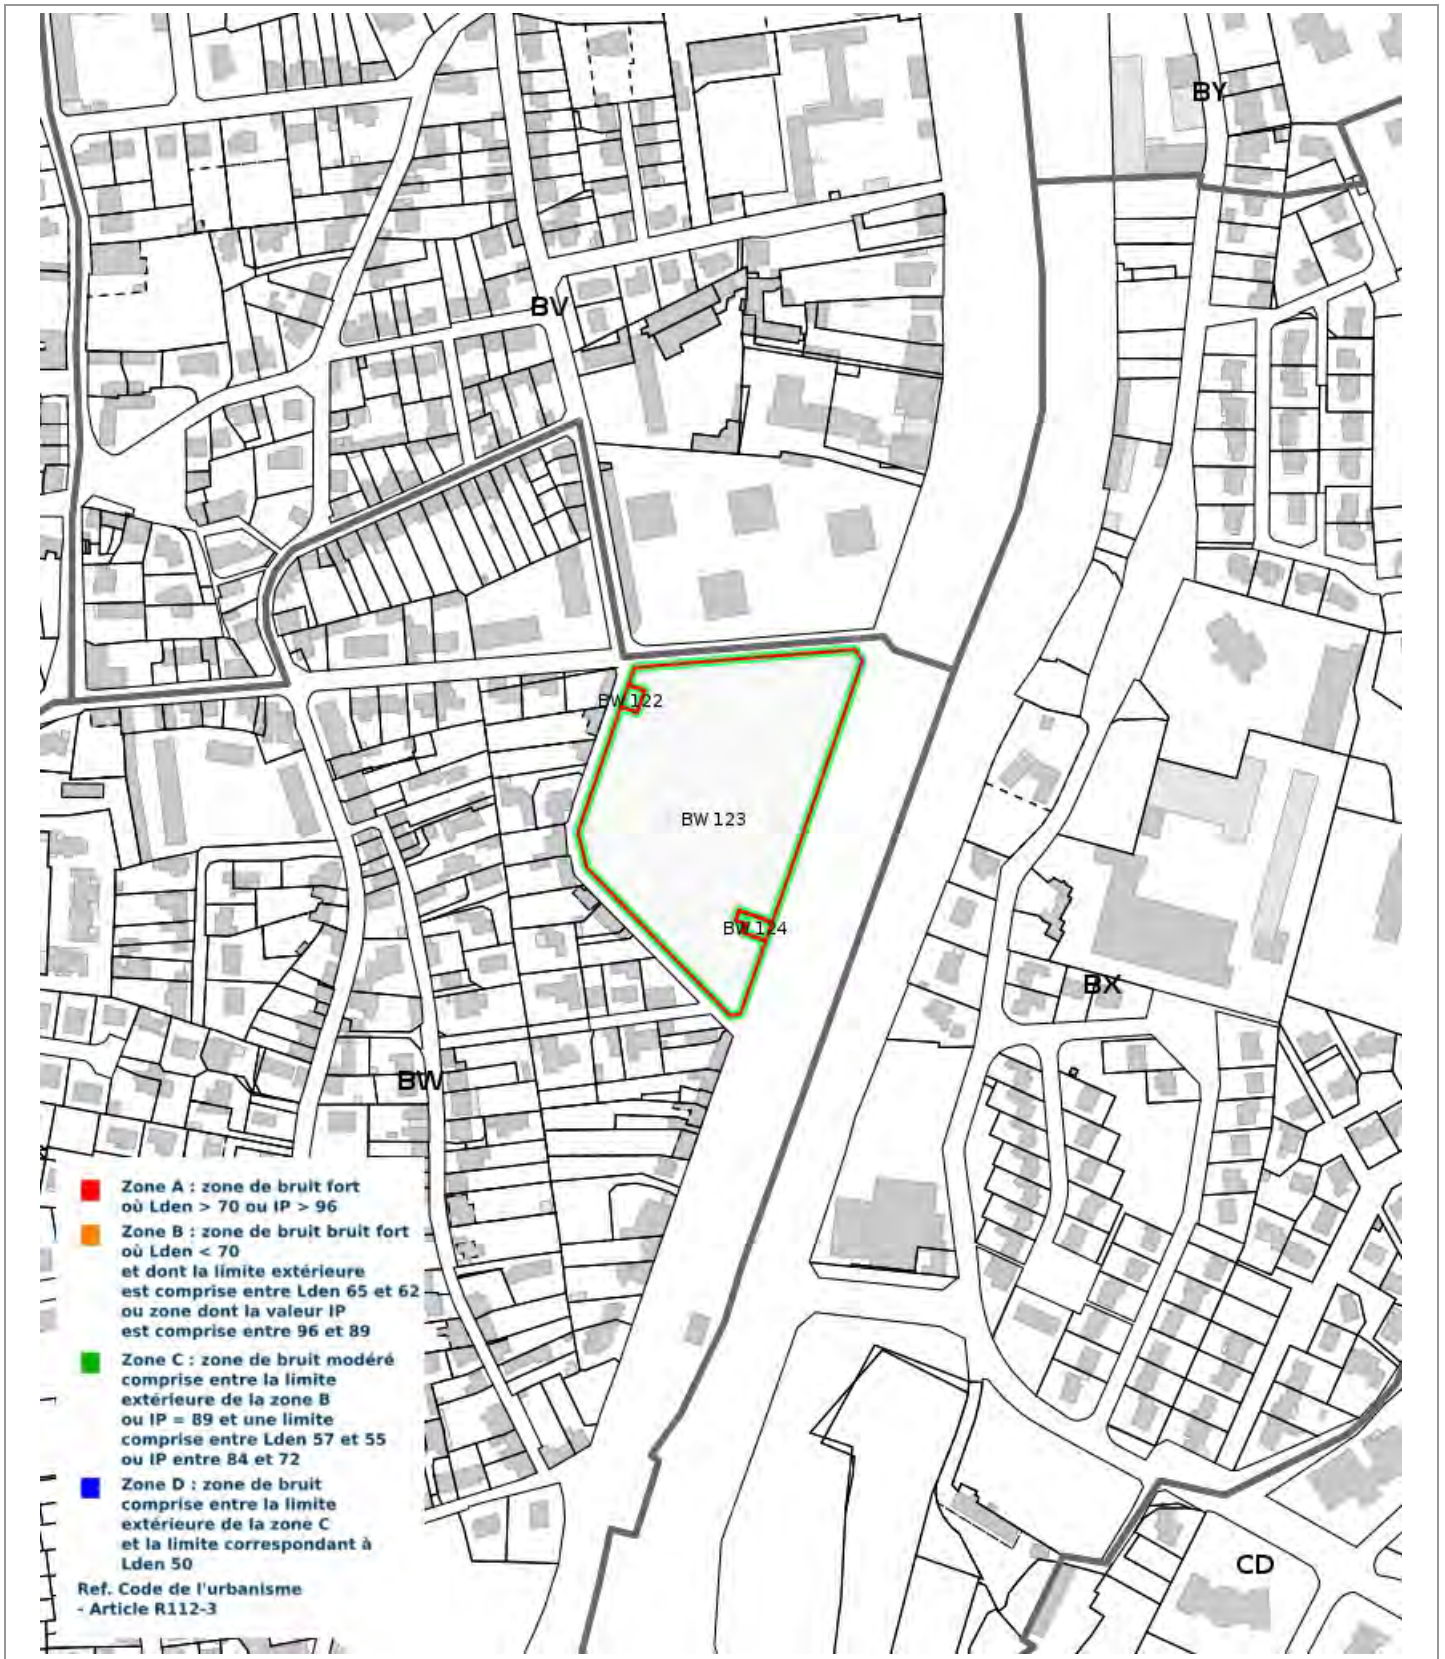 BY
BV
BW 122
BW 123
BW 124
BX
BW
Zone A : zone de bruit fort
où Lden > 70 ou IP > 96
Zone B : zone de bruit bruit fort
où Lden < 70
et dont la limite extérieure
est comprise entre Lden 65 et 62
ou zone dont la valeur IP
est comprise entre 96 et 89
Zone C : zone de bruit modéré
comprise entre la limite
extérieure de la zone B
ou IP = 89 et une limite
comprise entre Lden 57 et 55
ou IP entre 84 et 72
Zone D : zone de bruit
comprise entre la limite
extérieure de la zone C
et la limite correspondant à
Lden 50
CD
Ref. Code de l'urbanisme
- Article R112-3